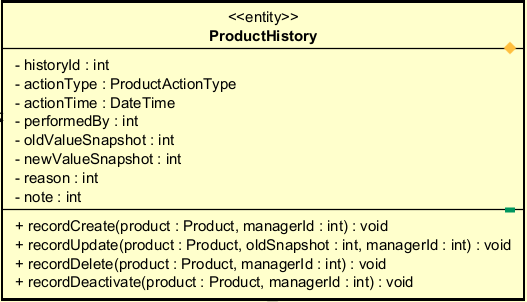 <<entity>>
ProductHistory
- historyId : int
- actionType : ProductActionType
- actionTime : DateTime
- performedBy : int
- oldValueSnapshot : int
- newValueSnapshot : int
- reason : int
- note : int
+ recordCreate(product : Product, managerId : int) : void
+ recordUpdate(product : Product, oldSnapshot : int, managerId : int) : void
+ recordDelete(product : Product, managerId : int) : void
+ recordDeactivate(product : Product, managerId : int) : void